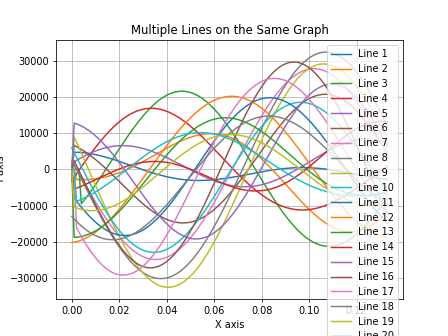 Multiple Lines on the Same Graph
30000
20000
10000
0
−10000
−20000
−30000
0.00
0.02
0.04
0.06
0.08
0.10
X axis
Line 1
Line 2
Line 3
Line 4
Line 5
Line 6
Line 7
Line 8
Line 9
Line 10
Line 11
Line 12
Line 13
Line 14
Line 15
Line 16
Line 17
Line 18
Line 19
Line 20